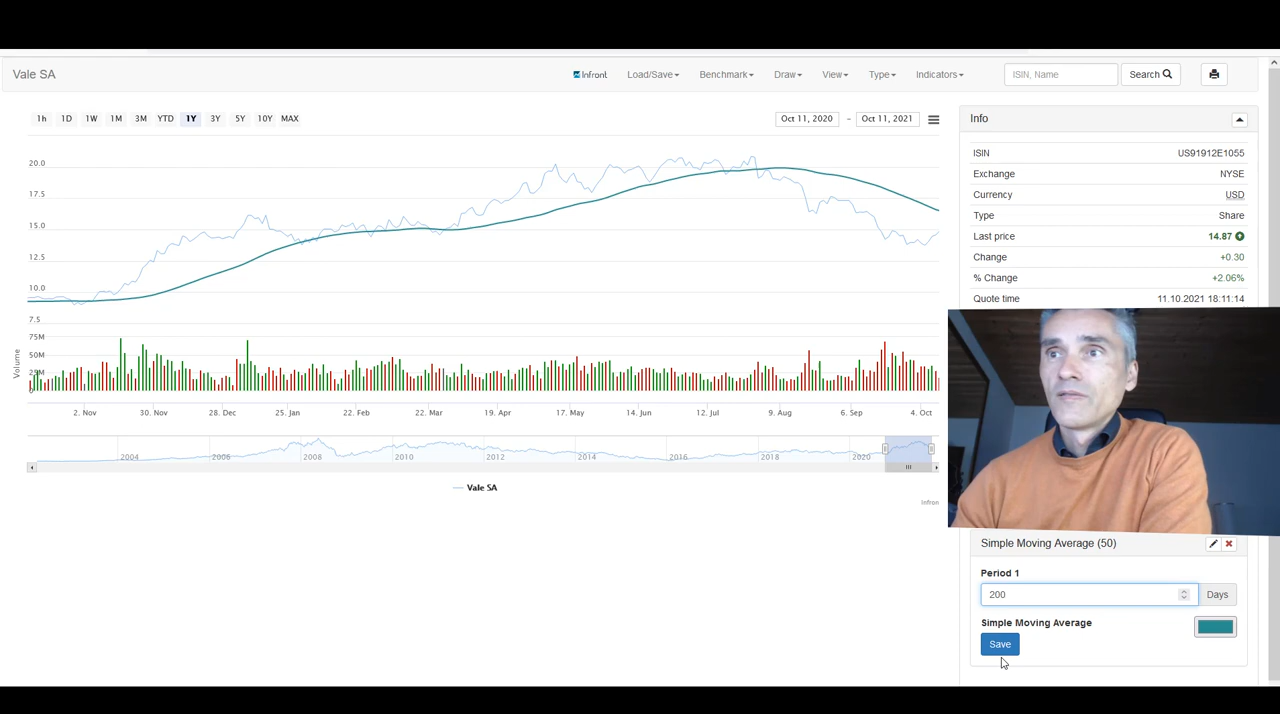 Vale SA
Infront
Load/Save
Benchmark
Draw
View
Type
Indicators
ISIN, Name
Search
1h 1D 1W 1M 3M YTD 1Y 3Y 5Y 10Y MAX
Oct 11, 2020 – Oct 11, 2021
20.0
17.5
15.0
12.5
10.0
7.5
75M
50M
25M
0
Volume
2. Nov 30. Nov 28. Dec 25. Jan 22. Feb 22. Mar 19. Apr 17. May 14. Jun 12. Jul 9. Aug 6. Sep 4. Oct
2004 2006 2008 2010 2012 2014 2016 2018 2020
Vale SA
Infron
Info
ISIN US91912E1055
Exchange NYSE
Currency USD
Type Share
Last price 14.87
Change +0.30
% Change +2.06%
Quote time 11.10.2021 18:11:14
Simple Moving Average (50)
Period 1
200 Days
Simple Moving Average
Save